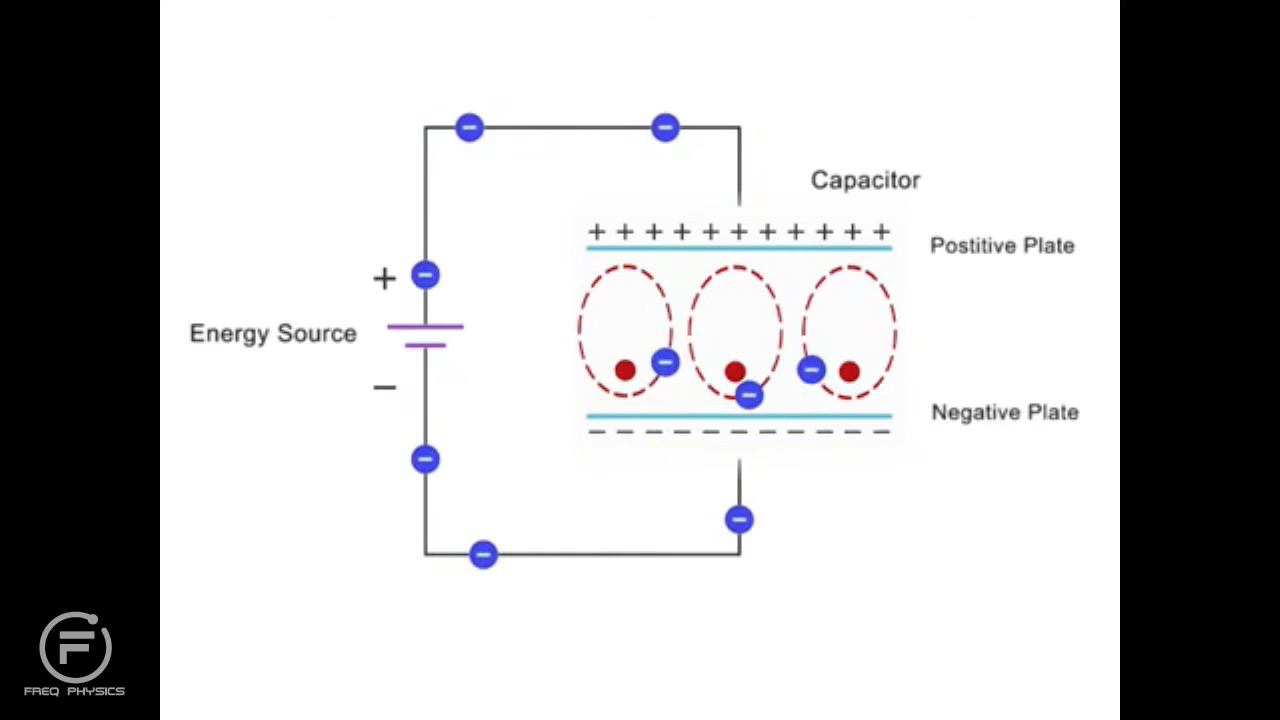 Capacitor
+ + + + + + + + + + +
Postitive Plate
+
Energy Source
−
Negative Plate
− − − − − − − − − − −
FREQ PHYSICS